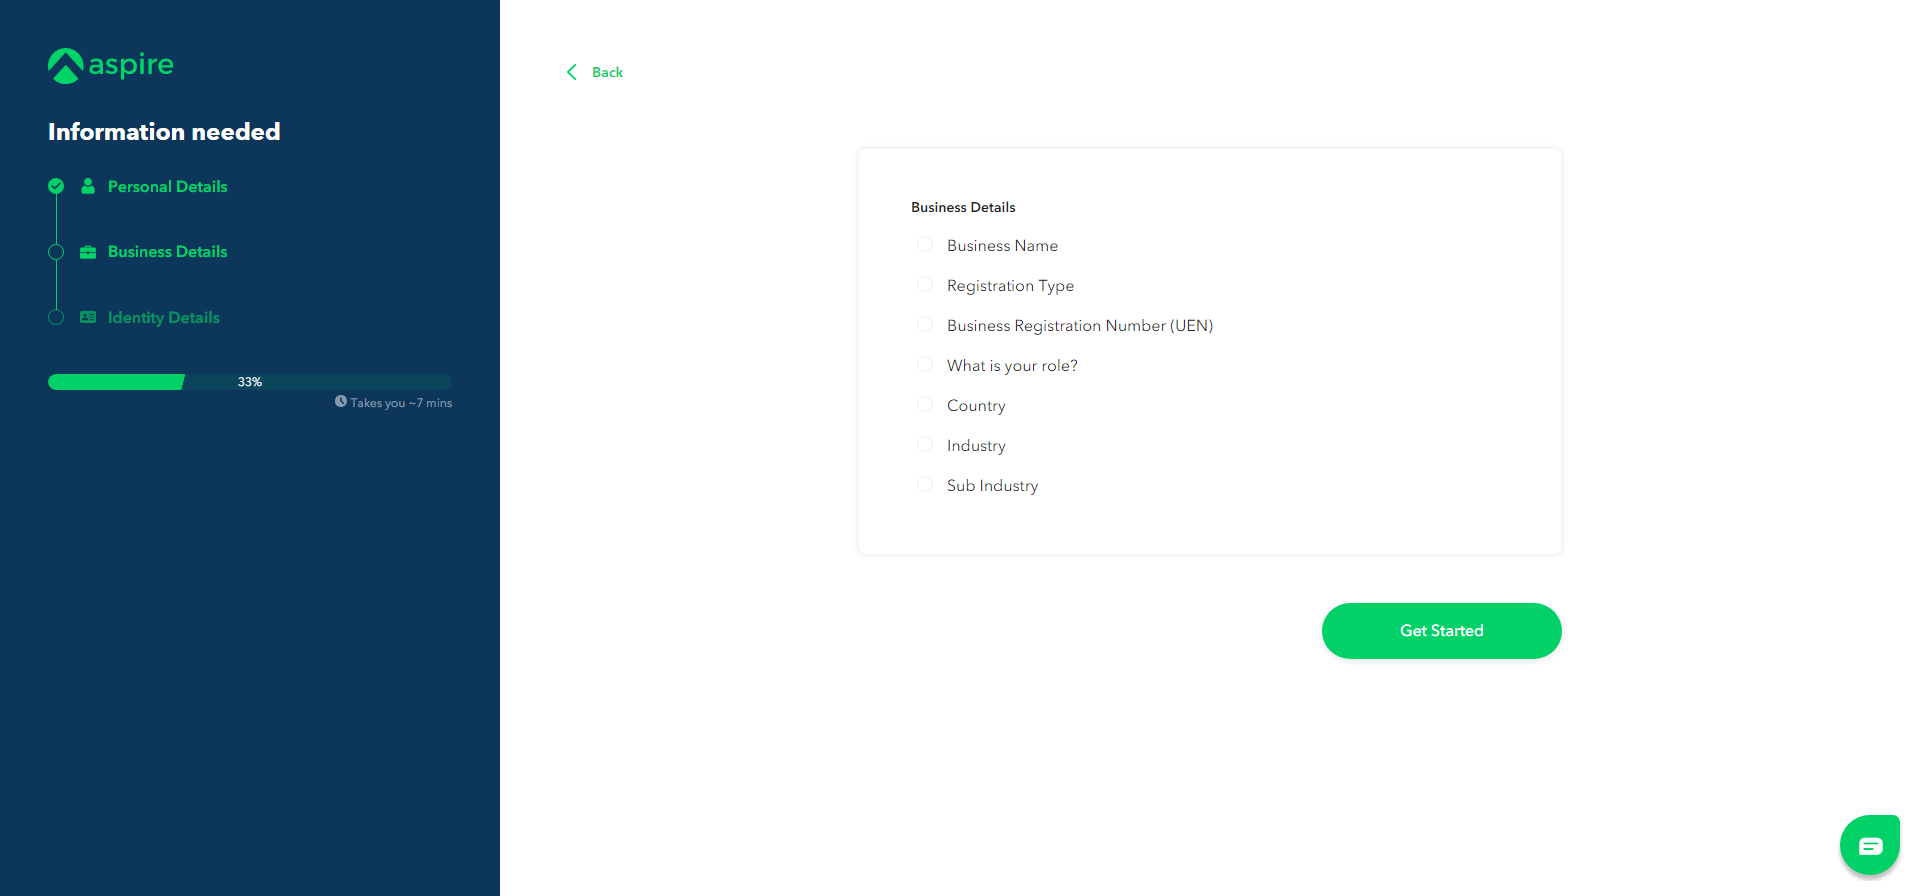 aspire
Information needed
Personal Details
Business Details
Identity Details
33%
Takes you ~7 mins
Back
Business Details
Business Name
Registration Type
Business Registration Number (UEN)
What is your role?
Country
Industry
Sub Industry
Get Started